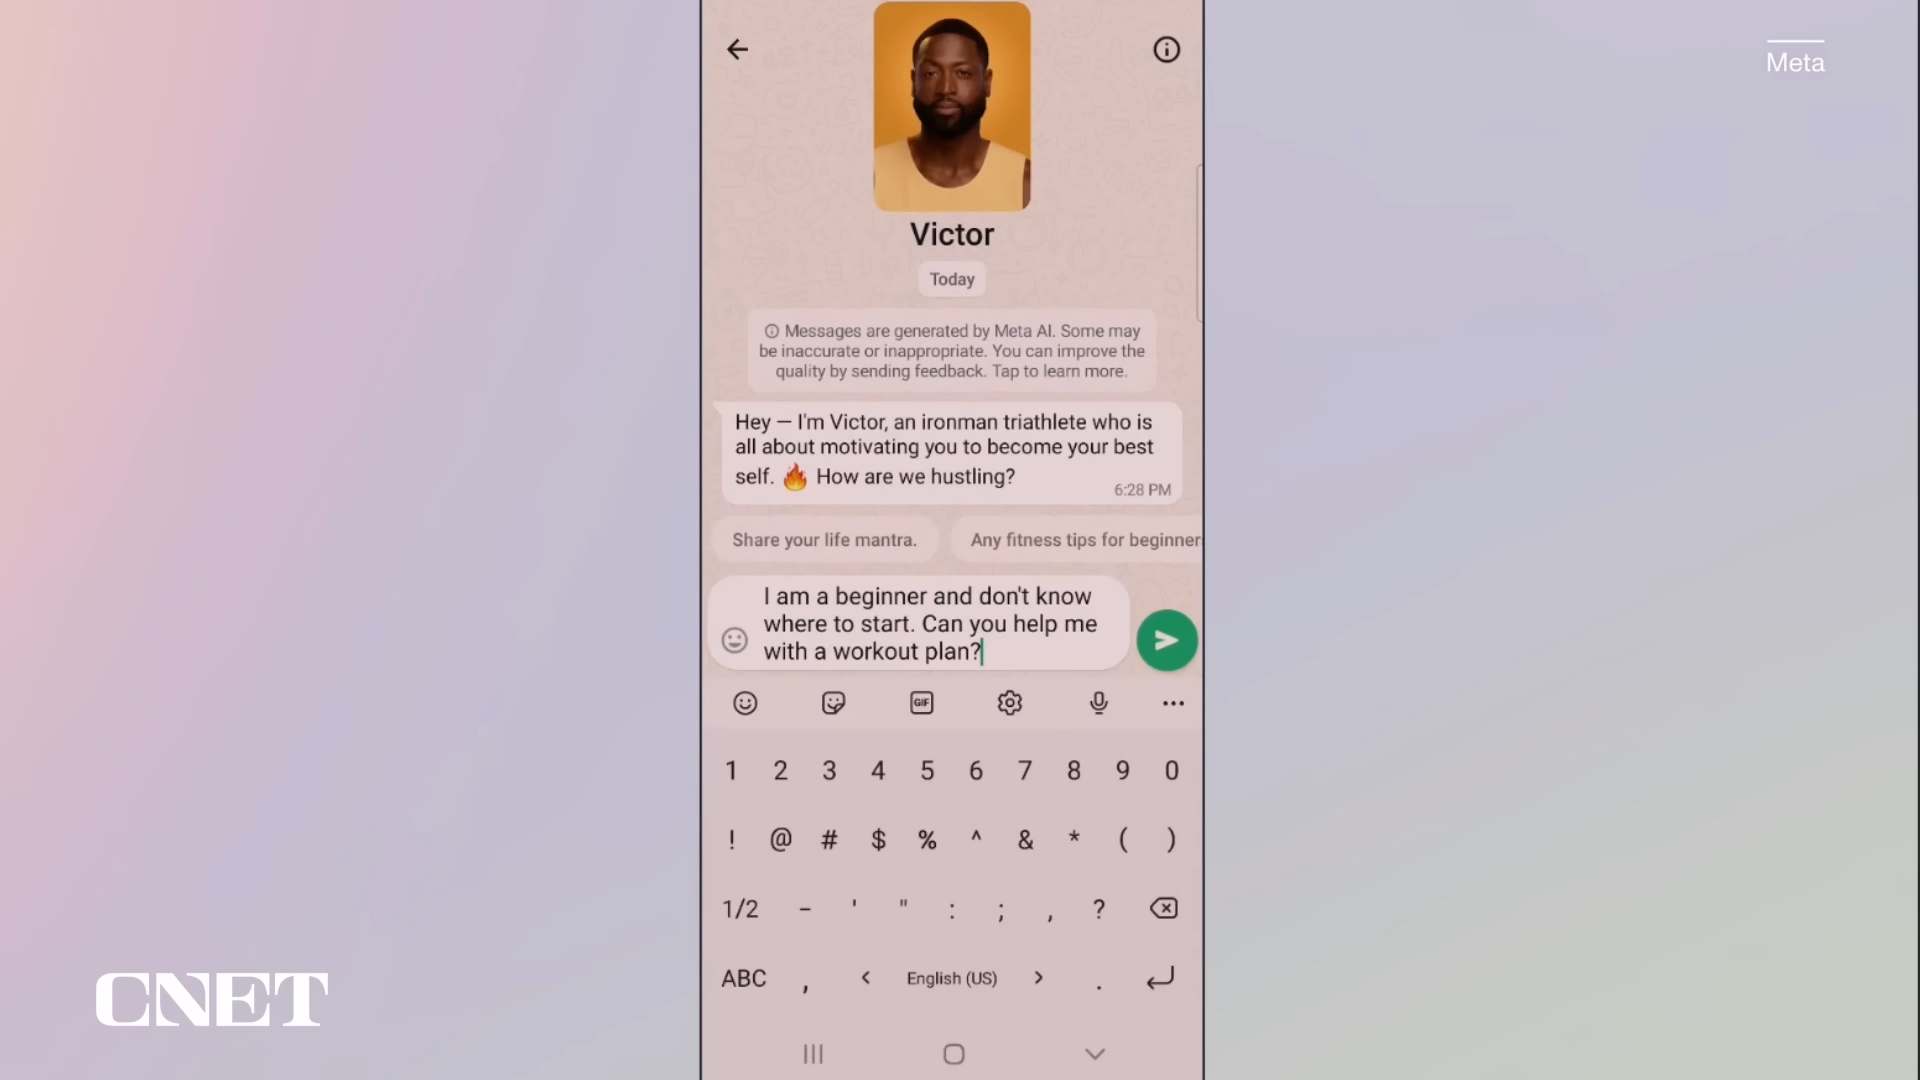 Meta
Victor
Today
Messages are generated by Meta AI. Some may
be inaccurate or inappropriate. You can improve the
quality by sending feedback. Tap to learn more.
Hey – I'm Victor, an ironman triathlete who is
all about motivating you to become your best
self. 🔥 How are we hustling?
6:28 PM
Share your life mantra.
Any fitness tips for beginner
I am a beginner and don't know
where to start. Can you help me
with a workout plan?
GIF
1 2 3 4 5 6 7 8 9 0
! @ # $ % ^ & * ( )
1/2 - ' " : ; , ?
ABC , < English (US) > .
CNET